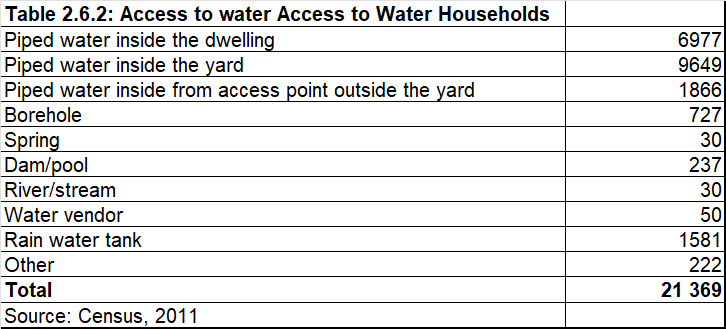 Table 2.6.2: Access to water Access to Water Households
Piped water inside the dwelling 6977
Piped water inside the yard 9649
Piped water inside from access point outside the yard 1866
Borehole 727
Spring 30
Dam/pool 237
River/stream 30
Water vendor 50
Rain water tank 1581
Other 222
Total 21 369
Source: Census, 2011